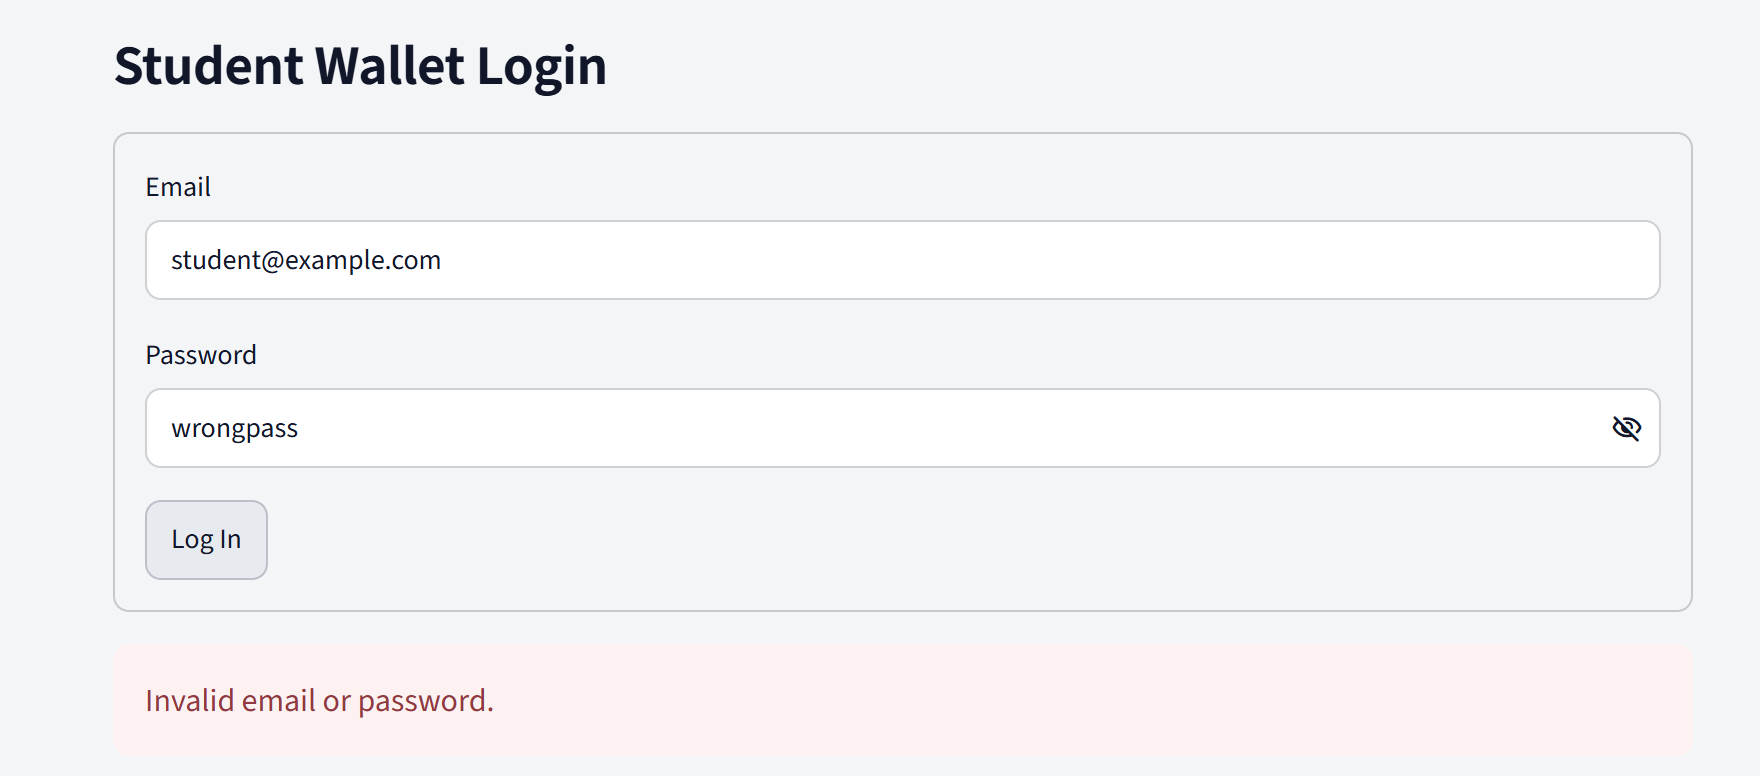 Student Wallet Login
Email
student@example.com
Password
wrongpass
Log In
Invalid email or password.